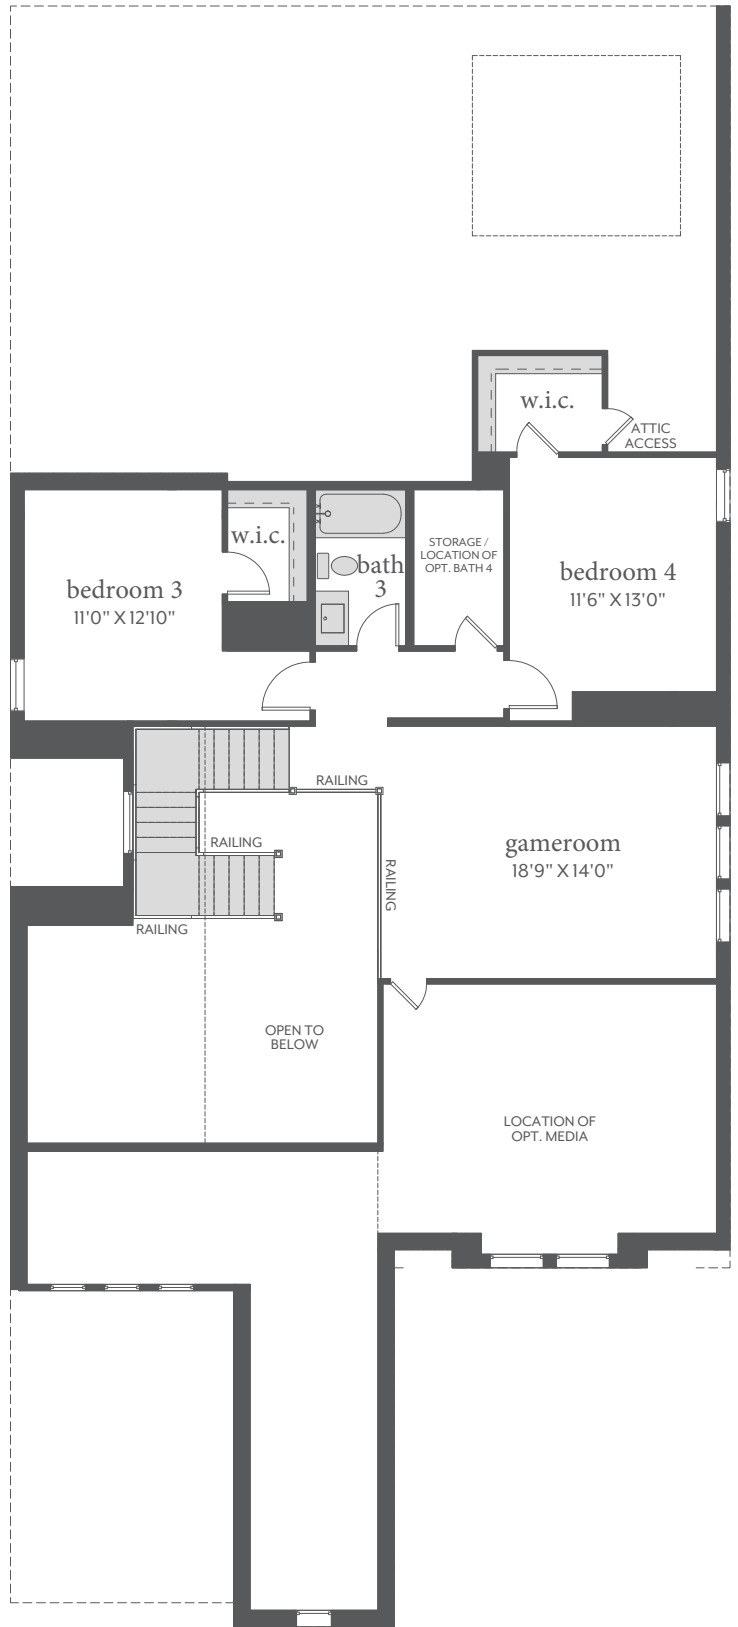 w.i.c.
ATTIC
ACCESS
w.i.c.
bath
3
STORAGE /
LOCATION OF
OPT. BATH 4
bedroom 3
11'0" X 12'10"
bedroom 4
11'6" X 13'0"
RAILING
RAILING
RAILING
RAILING
gameroom
18'9" X 14'0"
OPEN TO
BELOW
LOCATION OF
OPT. MEDIA